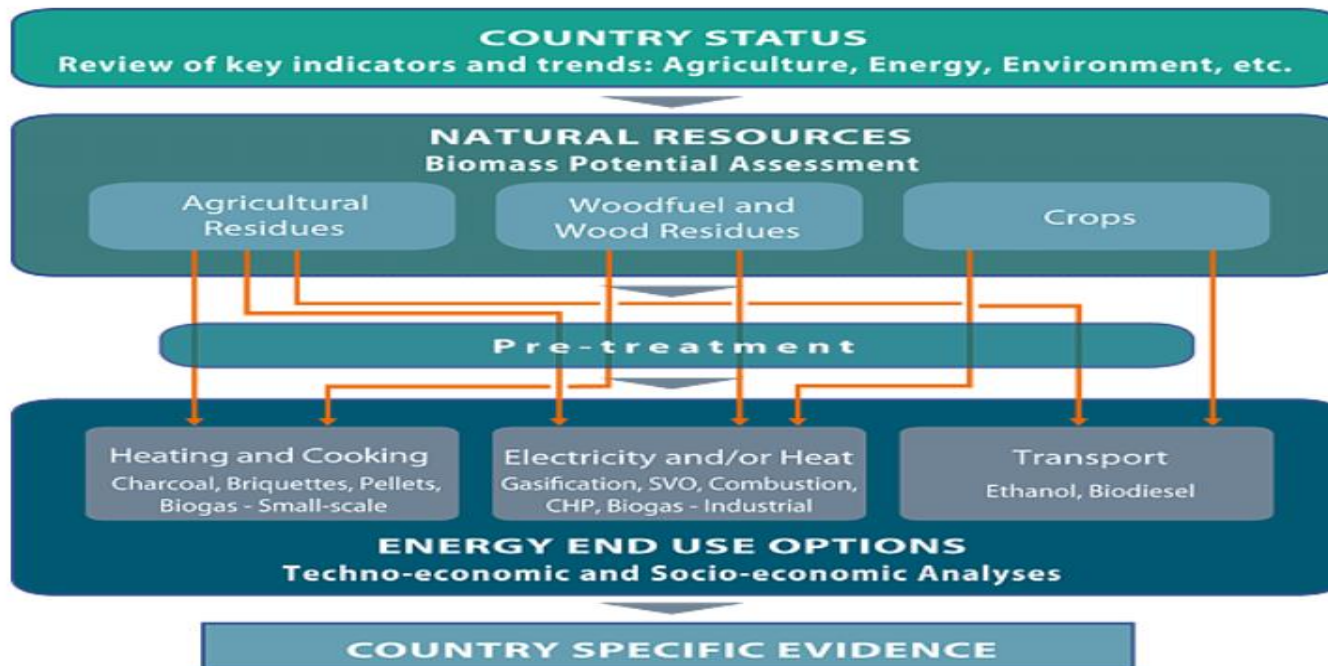 COUNTRY STATUS
Review of key indicators and trends: Agriculture, Energy, Environment, etc.
NATURAL RESOURCES
Biomass Potential Assessment
Agricultural
Residues
Woodfuel and
Wood Residues
Crops
Pre-treatment
Heating and Cooking
Charcoal, Briquettes, Pellets,
Biogas - Small-scale
Electricity and/or Heat
Gasification, SVO, Combustion,
CHP, Biogas - Industrial
Transport
Ethanol, Biodiesel
ENERGY END USE OPTIONS
Techno-economic and Socio-economic Analyses
COUNTRY SPECIFIC EVIDENCE